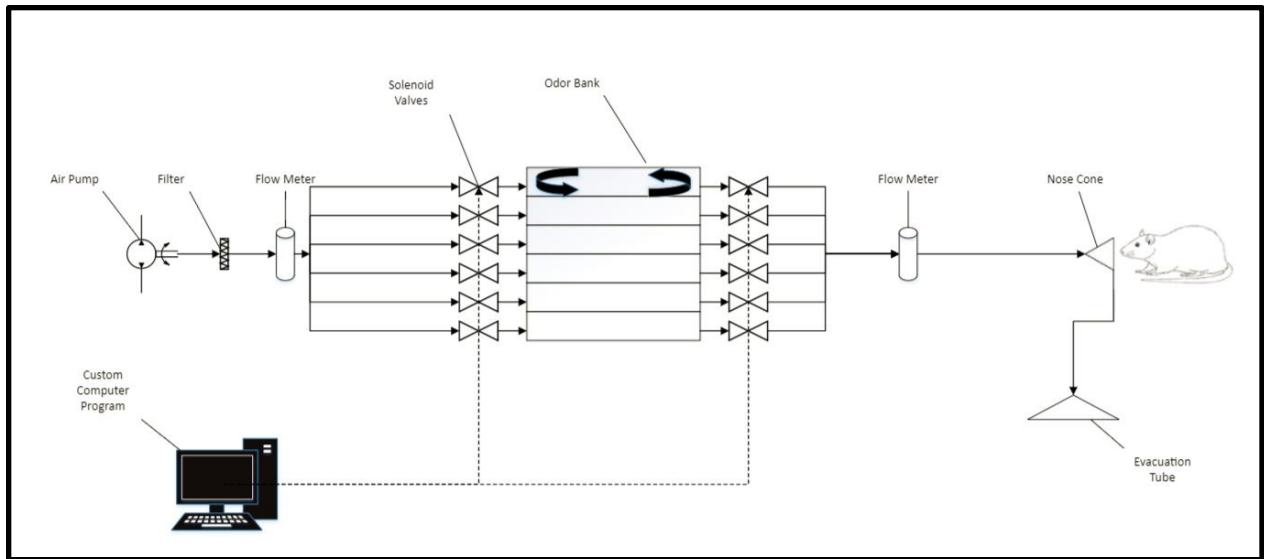 Solenoid
Valves
Odor Bank
Air Pump
Filter
Flow Meter
Flow Meter
Nose Cone
Custom
Computer
Program
Evacuation
Tube